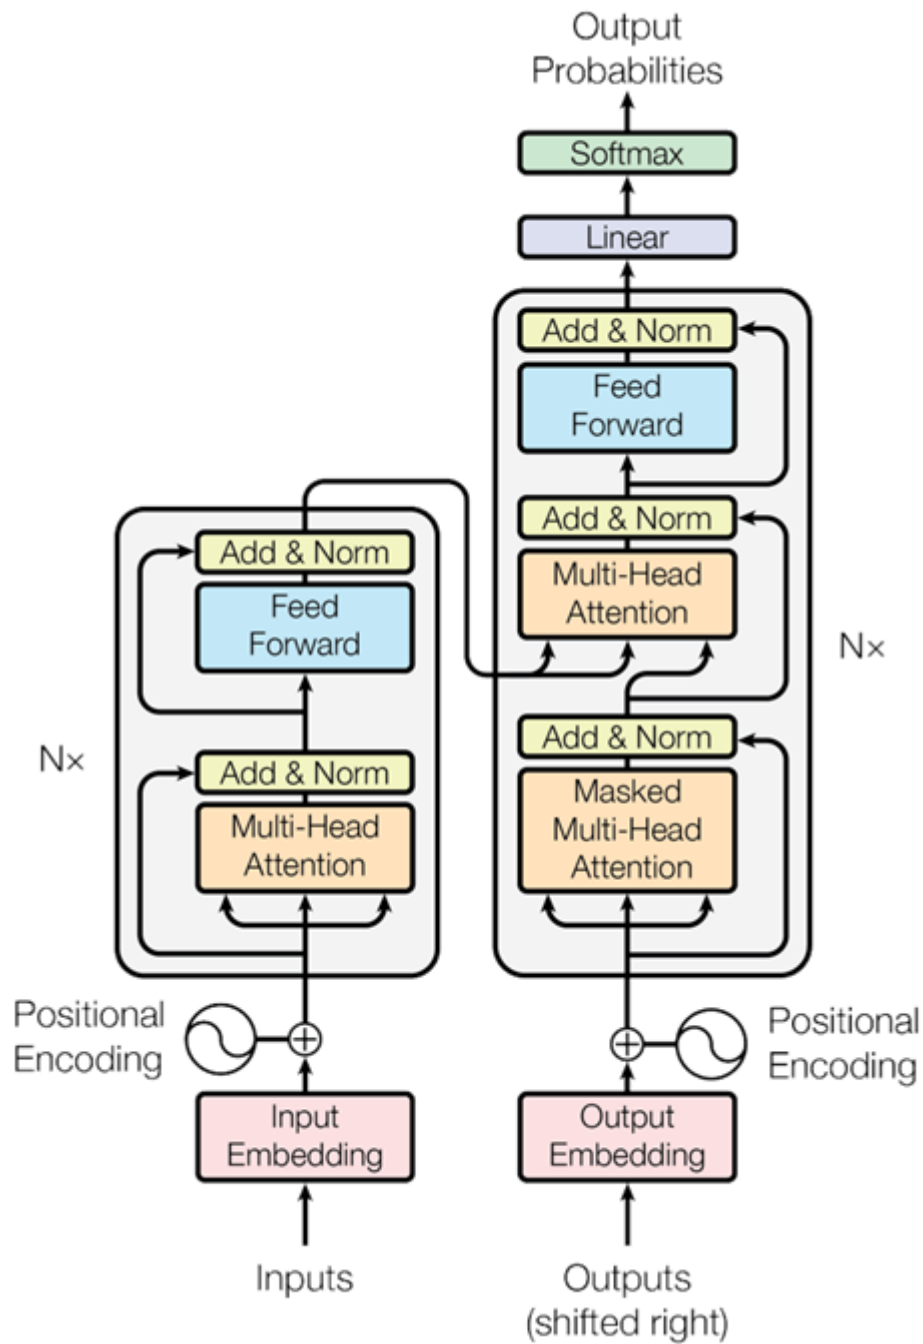 Output
Probabilities
Softmax
Linear
Add & Norm
Feed
Forward
Add & Norm
Multi-Head
Attention
Add & Norm
Masked
Multi-Head
Attention
N×
Add & Norm
Feed
Forward
Add & Norm
Multi-Head
Attention
N×
Positional
Encoding
Positional
Encoding
Input
Embedding
Output
Embedding
Inputs
Outputs
(shifted right)